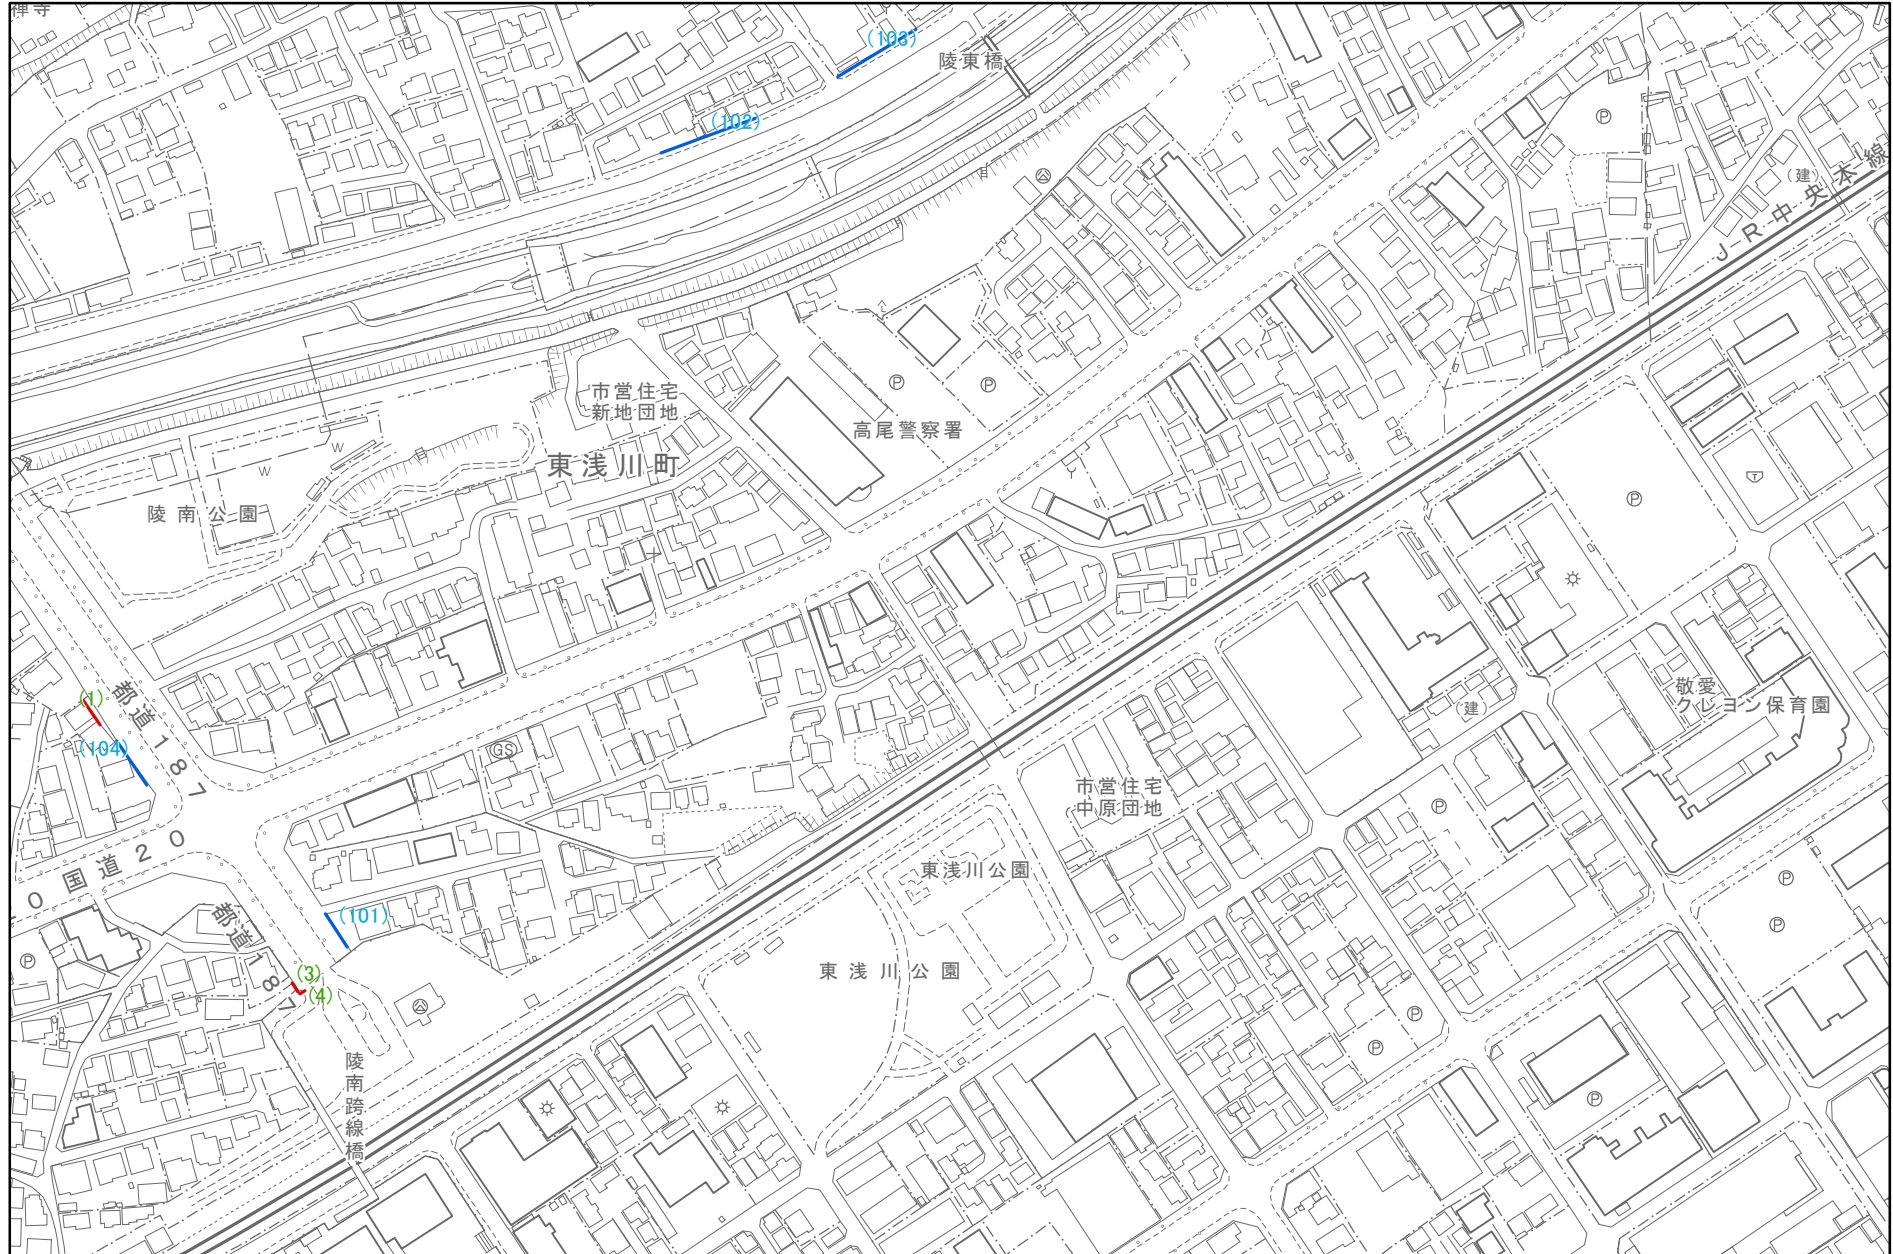 禅寺
(103)
陵東橋
(102)
(建)
JR中央本線
P
市営住宅
新地団地
P
P
高尾警察署
東浅川町
W
W
陵南公園
P
(1)
都道187
(104)
GS
敬愛
クレヨン保育園
(建)
市営住宅
中原団地
P
国道20
0
東浅川公園
P
都道187
(101)
P
P
東浅川公園
(3)
(4)
P
P
陵南跨線橋
P